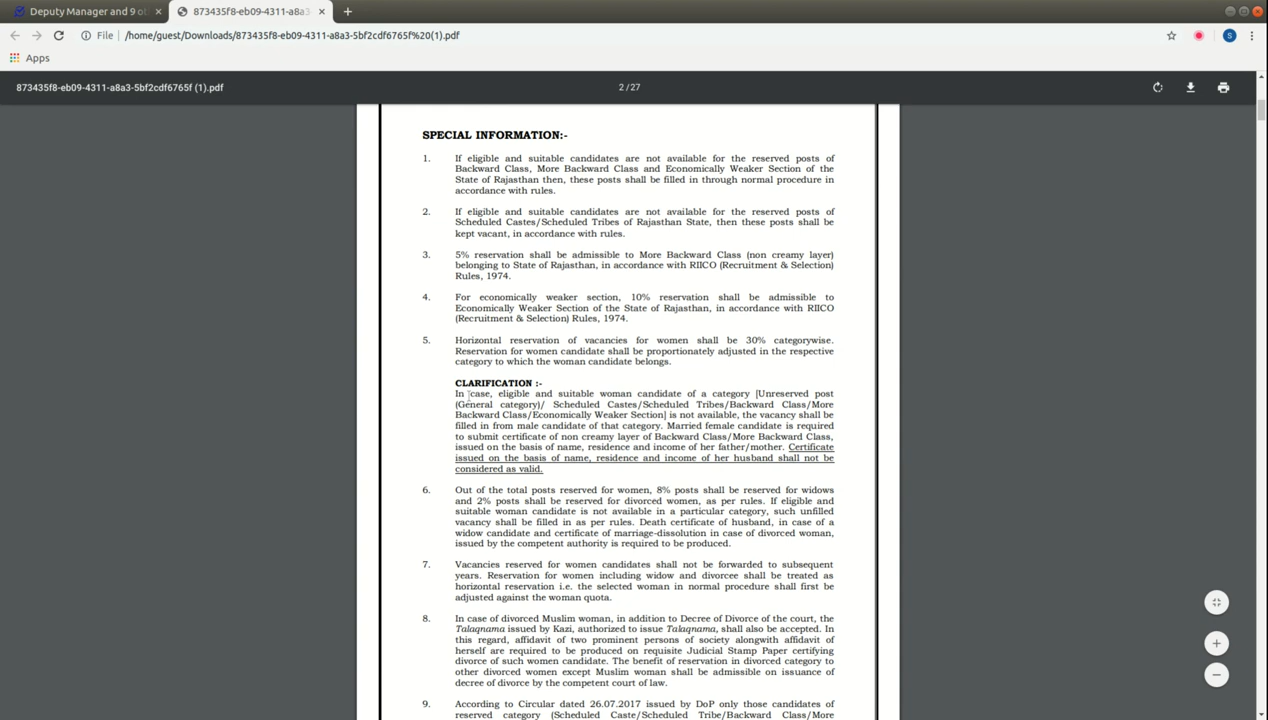 Deputy Manager and 9 ot
873435f8-eb09-4311-a8a3-
File /home/guest/Downloads/873435f8-eb09-4311-a8a3-5bf2cdf6765f%20(1).pdf
S
Apps
873435f8-eb09-4311-a8a3-5bf2cdf6765f (1).pdf
2 / 27
SPECIAL INFORMATION:-
1. If eligible and suitable candidates are not available for the reserved posts of
Backward Class, More Backward Class and Economically Weaker Section of the
State of Rajasthan then, these posts shall be filled in through normal procedure in
accordance with rules.
2. If eligible and suitable candidates are not available for the reserved posts of
Scheduled Castes/Scheduled Tribes of Rajasthan State, then these posts shall be
kept vacant, in accordance with rules.
3. 5% reservation shall be admissible to More Backward Class (non creamy layer)
belonging to State of Rajasthan, in accordance with RIICO (Recruitment & Selection)
Rules, 1974.
4. For economically weaker section, 10% reservation shall be admissible to
Economically Weaker Section of the State of Rajasthan, in accordance with RIICO
(Recruitment & Selection) Rules, 1974.
5. Horizontal reservation of vacancies for women shall be 30% categorywise.
Reservation for women candidate shall be proportionately adjusted in the respective
category to which the woman candidate belongs.
CLARIFICATION :-
In case, eligible and suitable woman candidate of a category [Unreserved post
(General category)/ Scheduled Castes/Scheduled Tribes/Backward Class/More
Backward Class/Economically Weaker Section] is not available, the vacancy shall be
filled in from male candidate of that category. Married female candidate is required
to submit certificate of non creamy layer of Backward Class/More Backward Class,
issued on the basis of name, residence and income of her father/mother. Certificate
issued on the basis of name, residence and income of her husband shall not be
considered as valid.
6. Out of the total posts reserved for women, 8% posts shall be reserved for widows
and 2% posts shall be reserved for divorced women, as per rules. If eligible and
suitable woman candidate is not available in a particular category, such unfilled
vacancy shall be filled in as per rules. Death certificate of husband, in case of a
widow candidate and certificate of marriage-dissolution in case of divorced woman,
issued by the competent authority is required to be produced.
7. Vacancies reserved for women candidates shall not be forwarded to subsequent
years. Reservation for women including widow and divorcee shall be treated as
horizontal reservation i.e. the selected woman in normal procedure shall first be
adjusted against the woman quota.
8. In case of divorced Muslim woman, in addition to Decree of Divorce of the court, the
Talaqnama issued by Kazi, authorized to issue Talaqnama, shall also be accepted. In
this regard, affidavit of two prominent persons of society alongwith affidavit of
herself are required to be produced on requisite Judicial Stamp Paper certifying
divorce of such women candidate. The benefit of reservation in divorced category to
other divorced women except Muslim woman shall be admissible on issuance of
decree of divorce by the competent court of law.
9. According to Circular dated 26.07.2017 issued by DoP only those candidates of
reserved category (Scheduled Caste/Scheduled Tribe/Backward Class/More